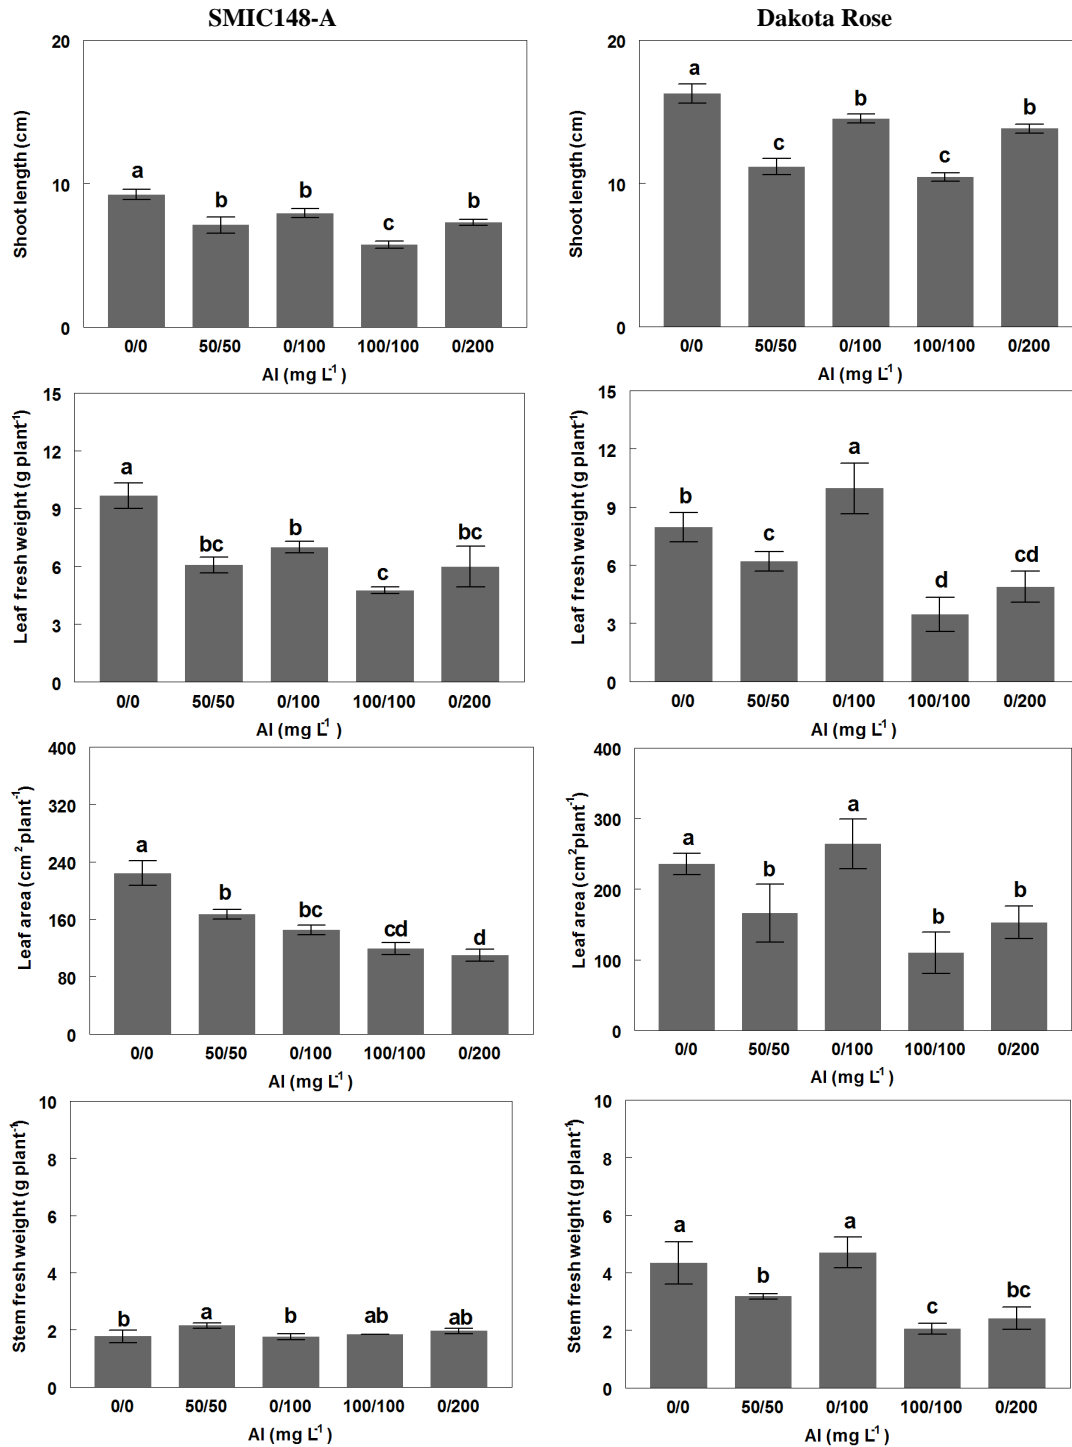 SMIC148-A
Dakota Rose
20
10
0
Shoot length (cm)
a
b
b
c
b
0/0 50/50 0/100 100/100 0/200
Al (mg L-1 )
20
10
0
Shoot length (cm)
a
c
b
c
b
0/0 50/50 0/100 100/100 0/200
Al (mg L-1 )
15
12
9
6
3
0
Leaf fresh weight (g plant-1)
a
bc
b
c
bc
0/0 50/50 0/100 100/100 0/200
Al (mg L-1 )
15
12
9
6
3
0
Leaf fresh weight (g plant-1)
b
c
a
d
cd
0/0 50/50 0/100 100/100 0/200
Al (mg L-1 )
400
320
240
160
80
0
Leaf area (cm2 plant-1)
a
b
bc
cd
d
0/0 50/50 0/100 100/100 0/200
Al (mg L-1 )
400
300
200
100
0
Leaf area (cm2plant-1)
a
b
a
b
b
0/0 50/50 0/100 100/100 0/200
Al (mg L-1 )
10
8
6
4
2
0
Stem fresh weight (g plant-1)
b
a
b
ab
ab
0/0 50/50 0/100 100/100 0/200
Al (mg L-1 )
10
8
6
4
2
0
Stem fresh weight (g plant-1)
a
b
a
c
bc
0/0 50/50 0/100 100/100 0/200
Al (mg L-1 )